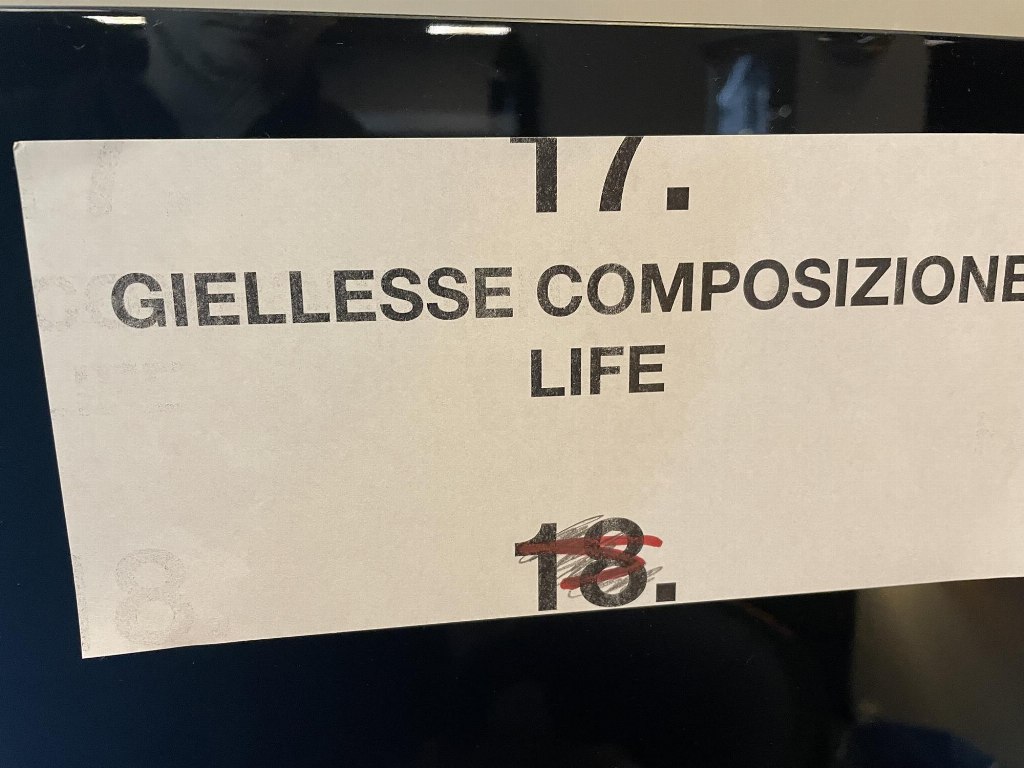 17.
GIELLESSE COMPOSIZIONE
LIFE
18.